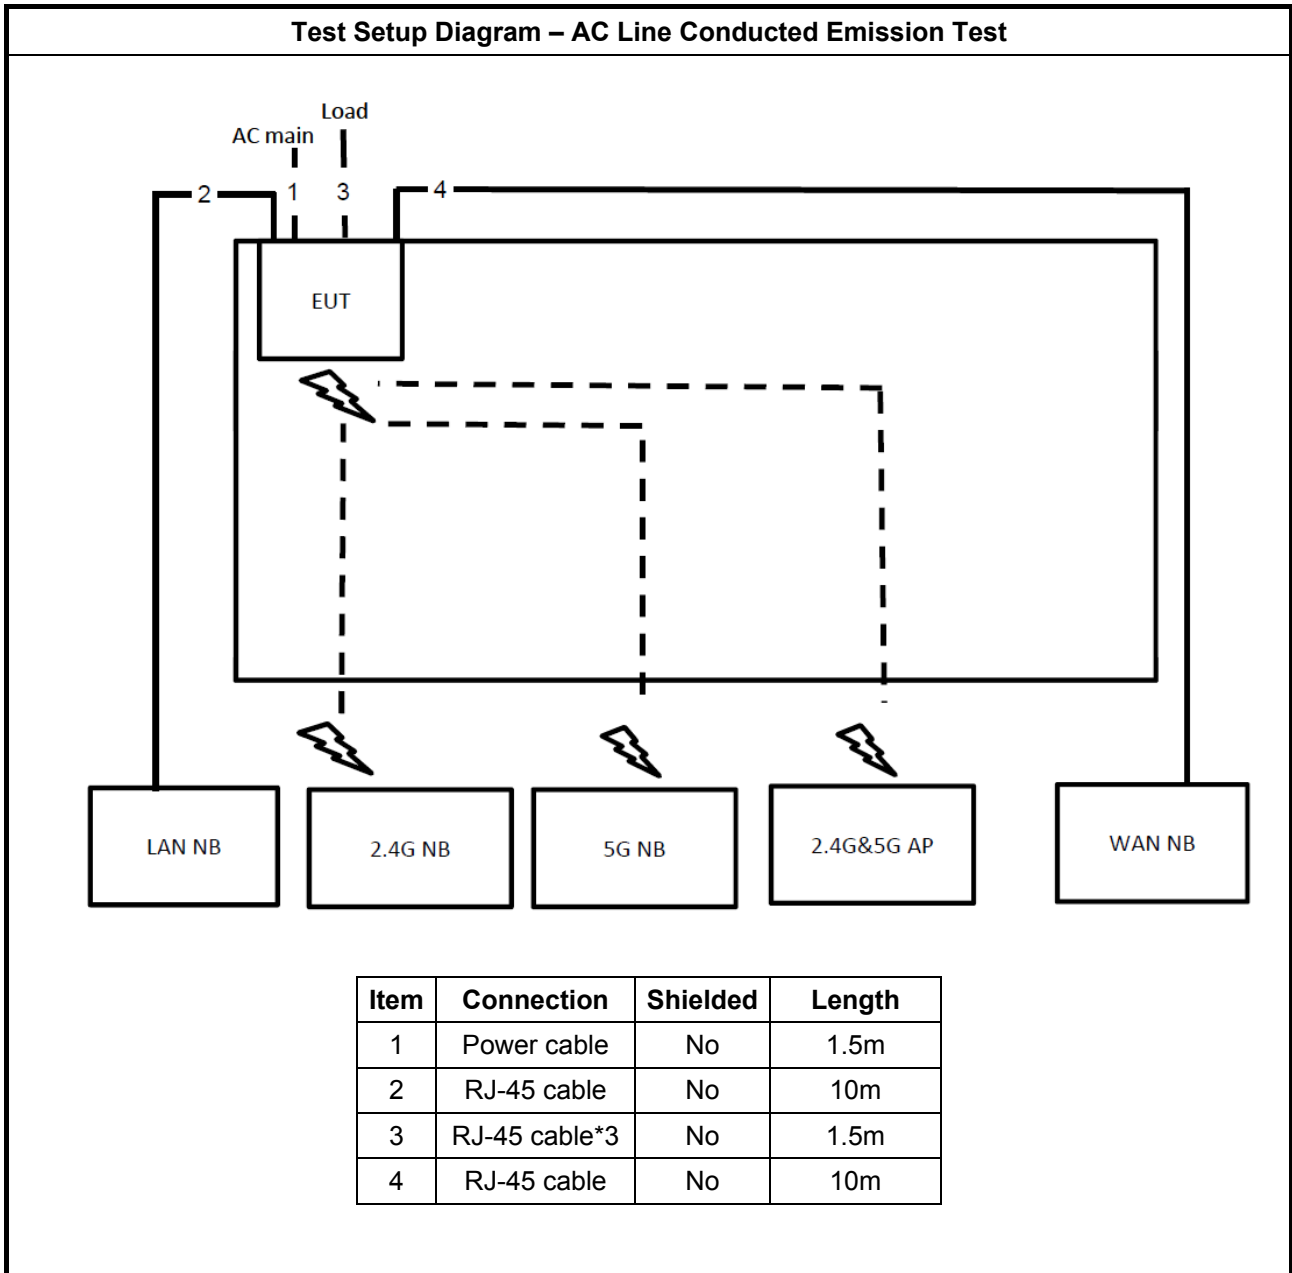 Test Setup Diagram – AC Line Conducted Emission Test
Load
AC main
2
1
3
4
EUT
LAN NB
2.4G NB
5G NB
2.4G&5G AP
WAN NB
Item Connection Shielded Length
1 Power cable No 1.5m
2 RJ-45 cable No 10m
3 RJ-45 cable*3 No 1.5m
4 RJ-45 cable No 10m